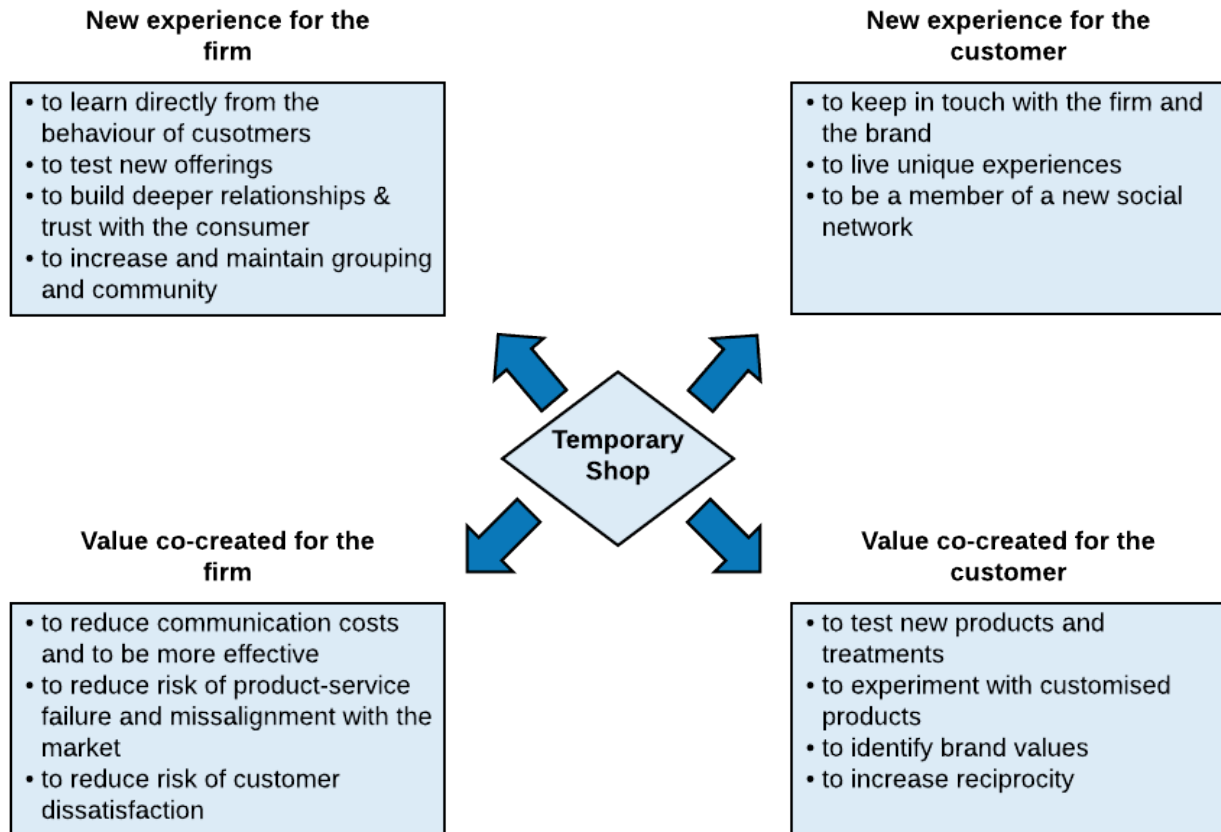 New experience for the
firm
• to learn directly from the
behaviour of cusotmers
• to test new offerings
• to build deeper relationships &
trust with the consumer
• to increase and maintain grouping
and community
New experience for the
customer
• to keep in touch with the firm and
the brand
• to live unique experiences
• to be a member of a new social
network
Temporary
Shop
Value co-created for the
firm
• to reduce communication costs
and to be more effective
• to reduce risk of product-service
failure and missalignment with the
market
• to reduce risk of customer
dissatisfaction
Value co-created for the
customer
• to test new products and
treatments
• to experiment with customised
products
• to identify brand values
• to increase reciprocity